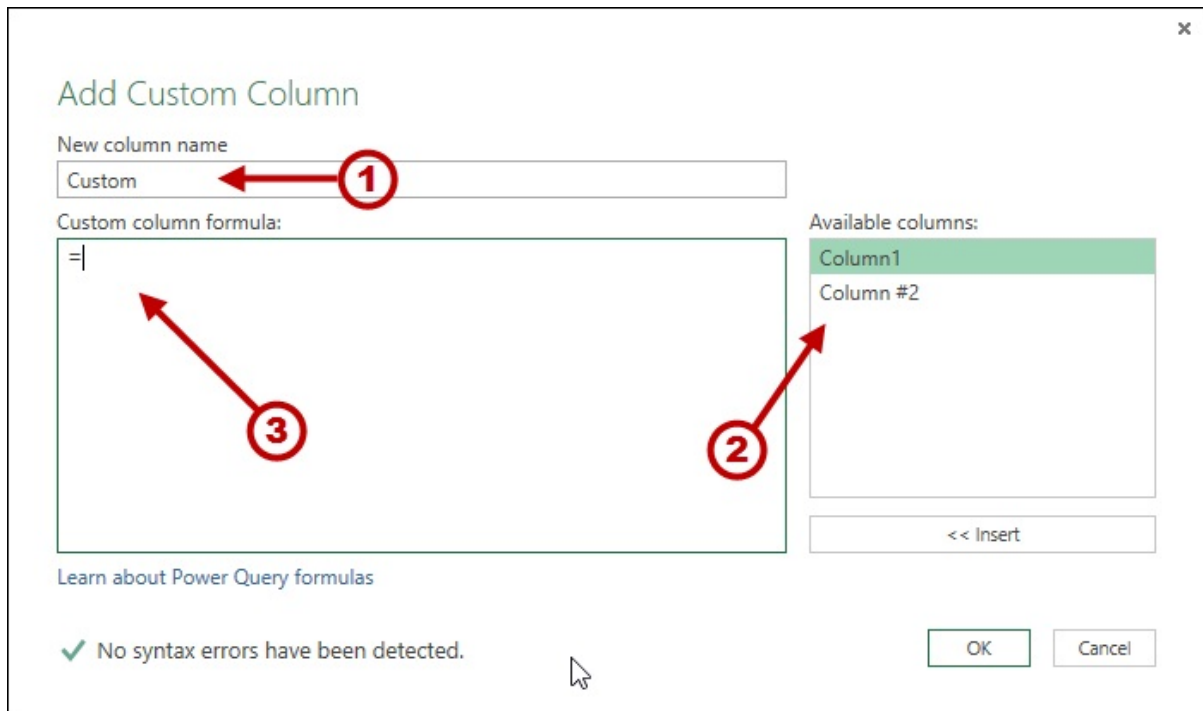 ×
Add Custom Column
New column name
Custom
1
Custom column formula:
Available columns:
=
Column1
Column #2
3
2
<< Insert
Learn about Power Query formulas
No syntax errors have been detected.
OK
Cancel